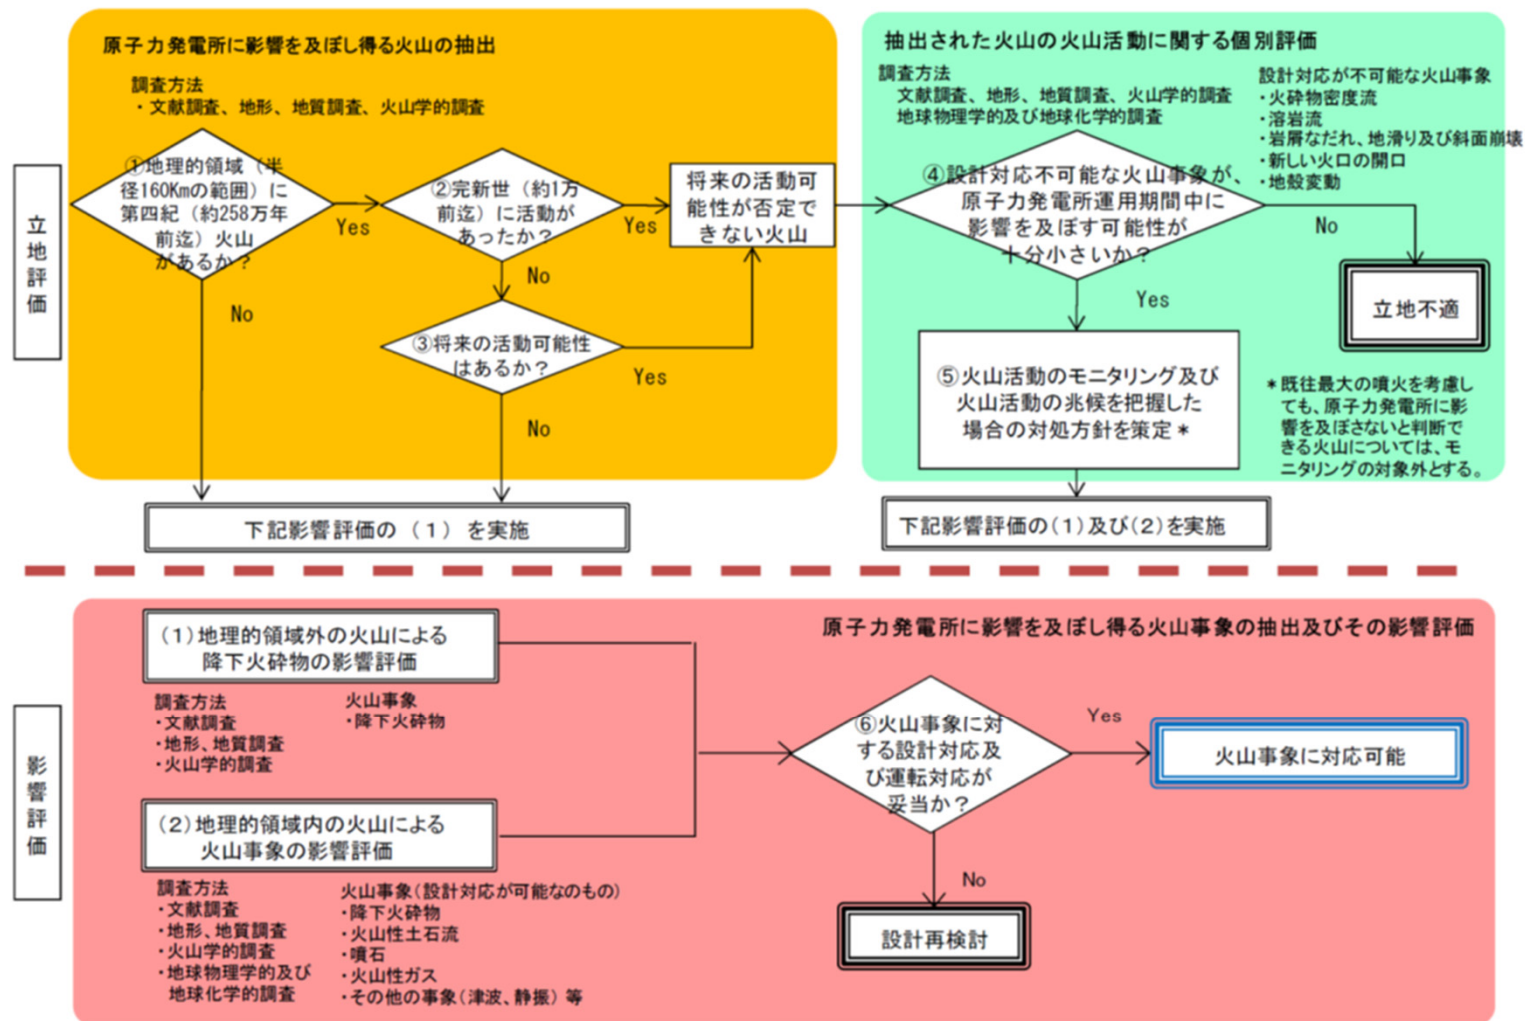 原子力発電所に影響を及ぼし得る火山の抽出
調査方法
・文献調査、地形、地質調査、火山学的調査
①地理的領域（半
径160Kmの範囲）に
第四紀（約258万年
前迄）火山
があるか？
Yes
No
②完新世（約1万
前迄）に活動が
あったか？
Yes
No
将来の活動可
能性が否定で
きない火山
③将来の活動可能性
はあるか？
Yes
No
立
地
評
価
下記影響評価の（１）を実施
抽出された火山の火山活動に関する個別評価
調査方法
文献調査、地形、地質調査、火山学的調査
地球物理学的及び地球化学的調査
設計対応が不可能な火山事象
・火砕物密度流
・溶岩流
・岩屑なだれ、地滑り及び斜面崩壊
・新しい火口の開口
・地殻変動
④設計対応不可能な火山事象が、
原子力発電所運用期間中に
影響を及ぼす可能性が
十分小さいか？
No
Yes
立地不適
⑤火山活動のモニタリング及び
火山活動の兆候を把握した
場合の対処方針を策定＊
＊既往最大の噴火を考慮し
ても、原子力発電所に影
響を及ぼさないと判断で
きる火山については、モ
ニタリングの対象外とする。
下記影響評価の（１）及び（２）を実施
原子力発電所に影響を及ぼし得る火山事象の抽出及びその影響評価
影
響
評
価
（１）地理的領域外の火山による
降下火砕物の影響評価
調査方法
・文献調査
・地形、地質調査
・火山学的調査
火山事象
・降下火砕物
（２）地理的領域内の火山による
火山事象の影響評価
調査方法
・文献調査
・地形、地質調査
・火山学的調査
・地球物理学的及び
地球化学的調査
火山事象（設計対応が可能なのもの）
・降下火砕物
・火山性土石流
・噴石
・火山性ガス
・その他の事象（津波、静振）等
⑥火山事象に対
する設計対応及
び運転対応が
妥当か？
Yes
No
火山事象に対応可能
設計再検討